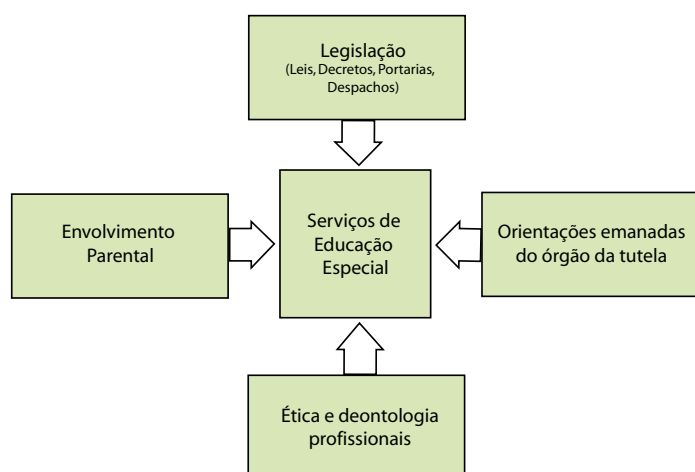 Legislação
(Leis, Decretos, Portarias,
Despachos)
Envolvimento
Parental
Serviços de
Educação
Especial
Orientações emanadas
do órgão da tutela
Ética e deontologia
profissionais